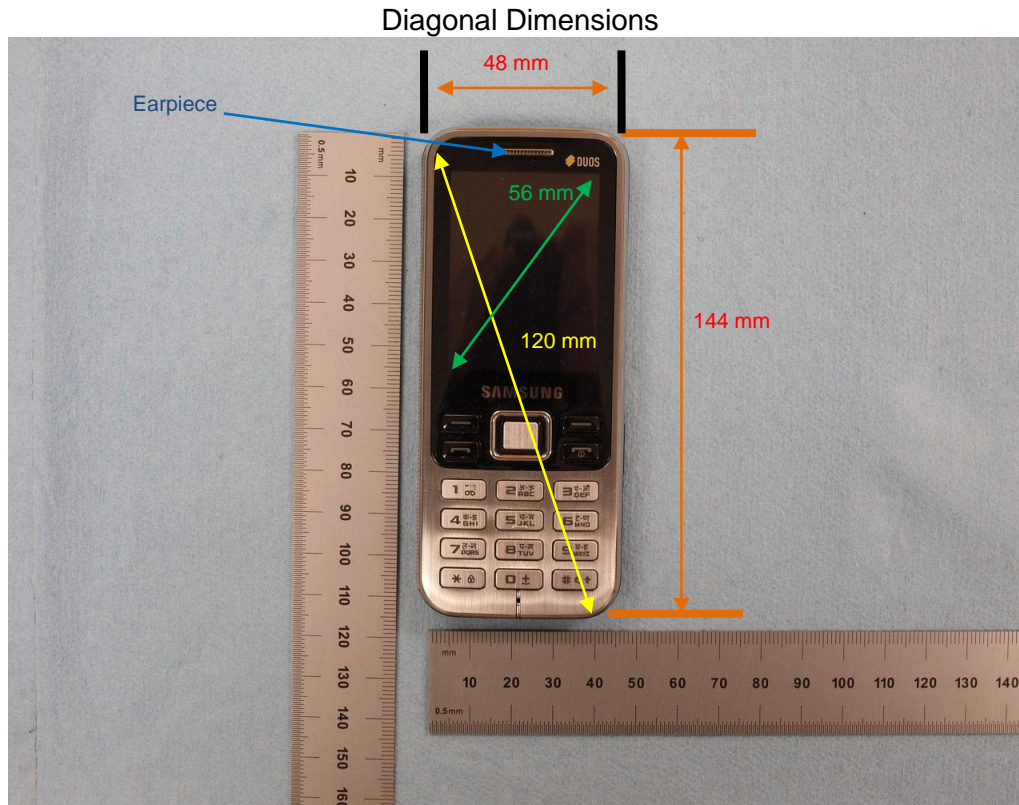 Diagonal Dimensions
48 mm
Earpiece
DUOS
56 mm
144 mm
120 mm
SAMSUNG
1
2 अ-ऊ ABC
3 ए-औ DEF
4 क-ङ GHI
5 च-ञ JKL
6 ट-ण MNO
7 त-न PQRS
8 प-म TUV
9 WXYZ
* 
0 ±
#
0.5mm mm
10
20
30
40
50
60
70
80
90
100
110
120
130
140
150
160
mm
10 20 30 40 50 60 70 80 90 100 110 120 130 140
0.5mm